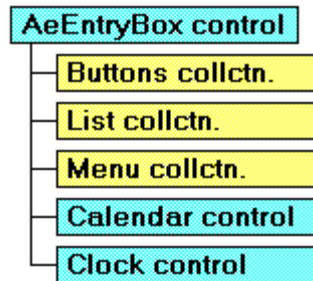 AeEntryBox control
Buttons collctn.
List collctn.
Menu collctn.
Calendar control
Clock control